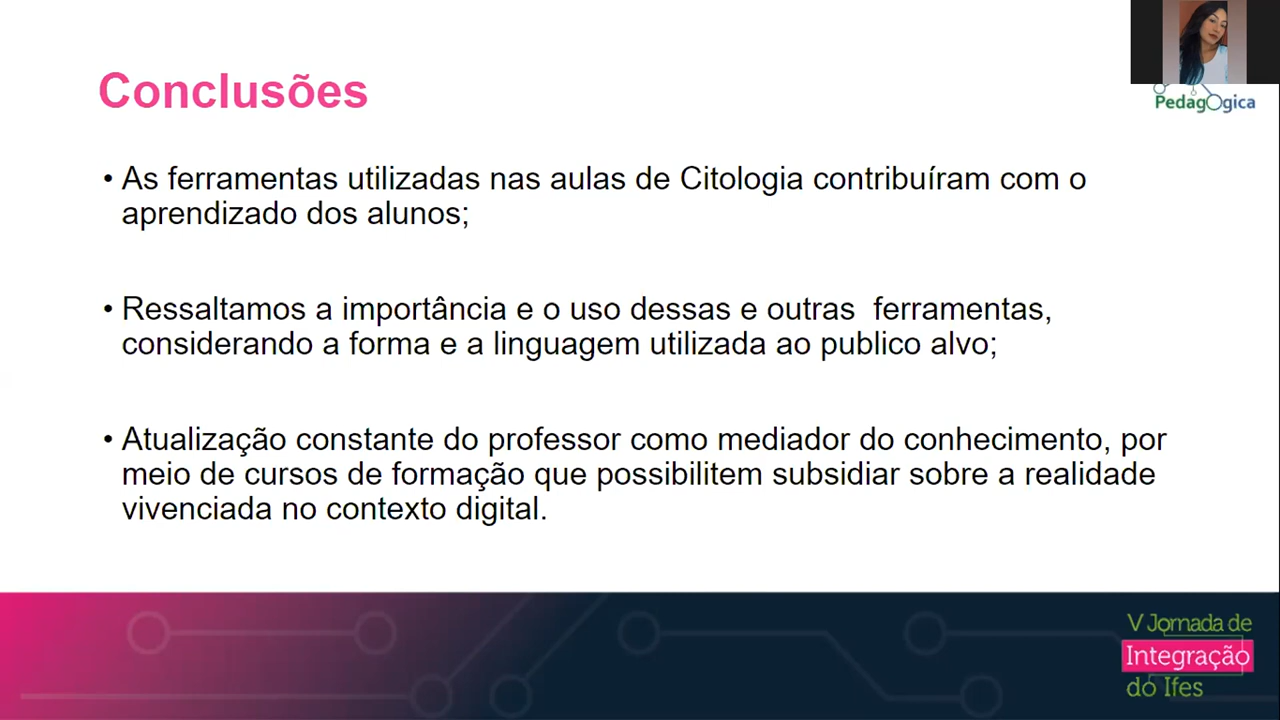 Conclusões
PedagOgica
• As ferramentas utilizadas nas aulas de Citologia contribuíram com o
aprendizado dos alunos;
• Ressaltamos a importância e o uso dessas e outras  ferramentas,
considerando a forma e a linguagem utilizada ao publico alvo;
• Atualização constante do professor como mediador do conhecimento, por
meio de cursos de formação que possibilitem subsidiar sobre a realidade
vivenciada no contexto digital.
V Jornada de
Integração
do Ifes